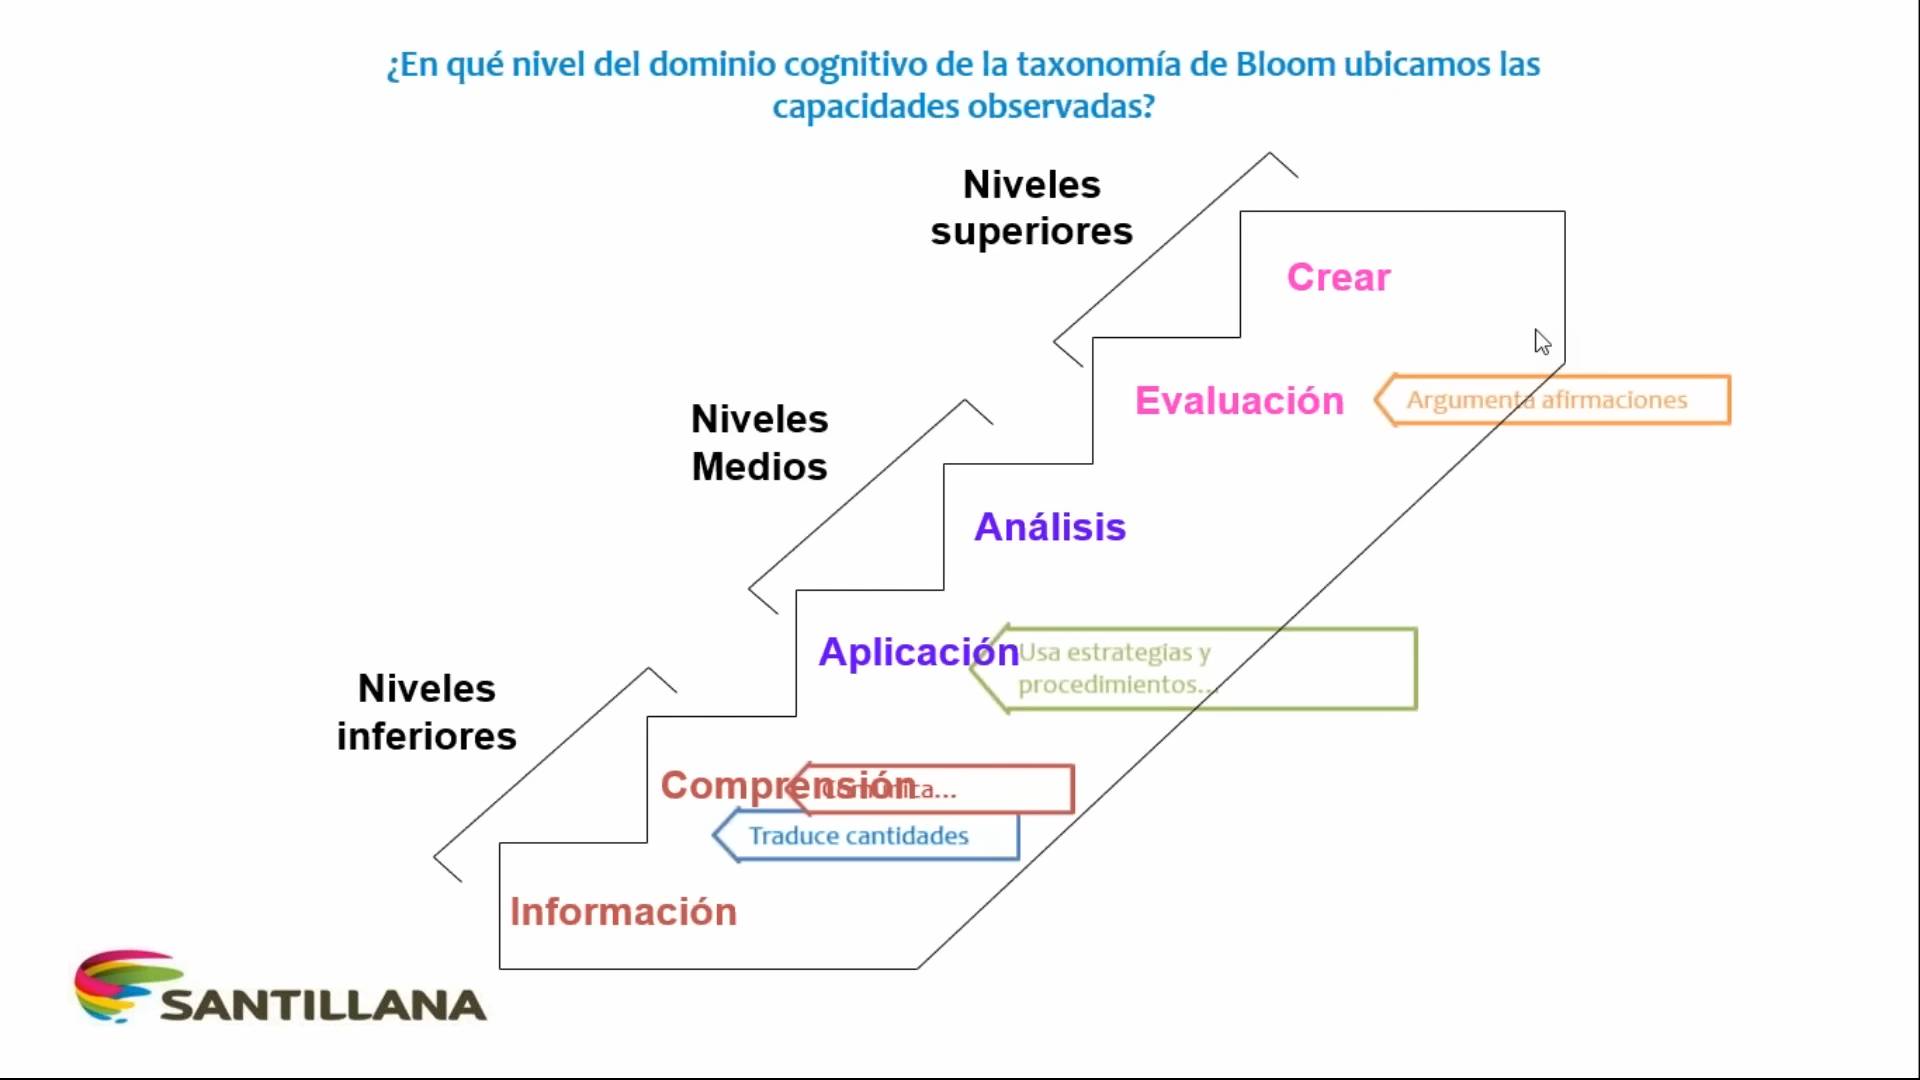 ¿En qué nivel del dominio cognitivo de la taxonomía de Bloom ubicamos las
capacidades observadas?
Niveles
superiores
Crear
Evaluación
Argumenta afirmaciones
Niveles
Medios
Análisis
Aplicación
Usa estrategias y
procedimientos...
Niveles
inferiores
Comprensión
Comunica...
Traduce cantidades
Información
SANTILLANA